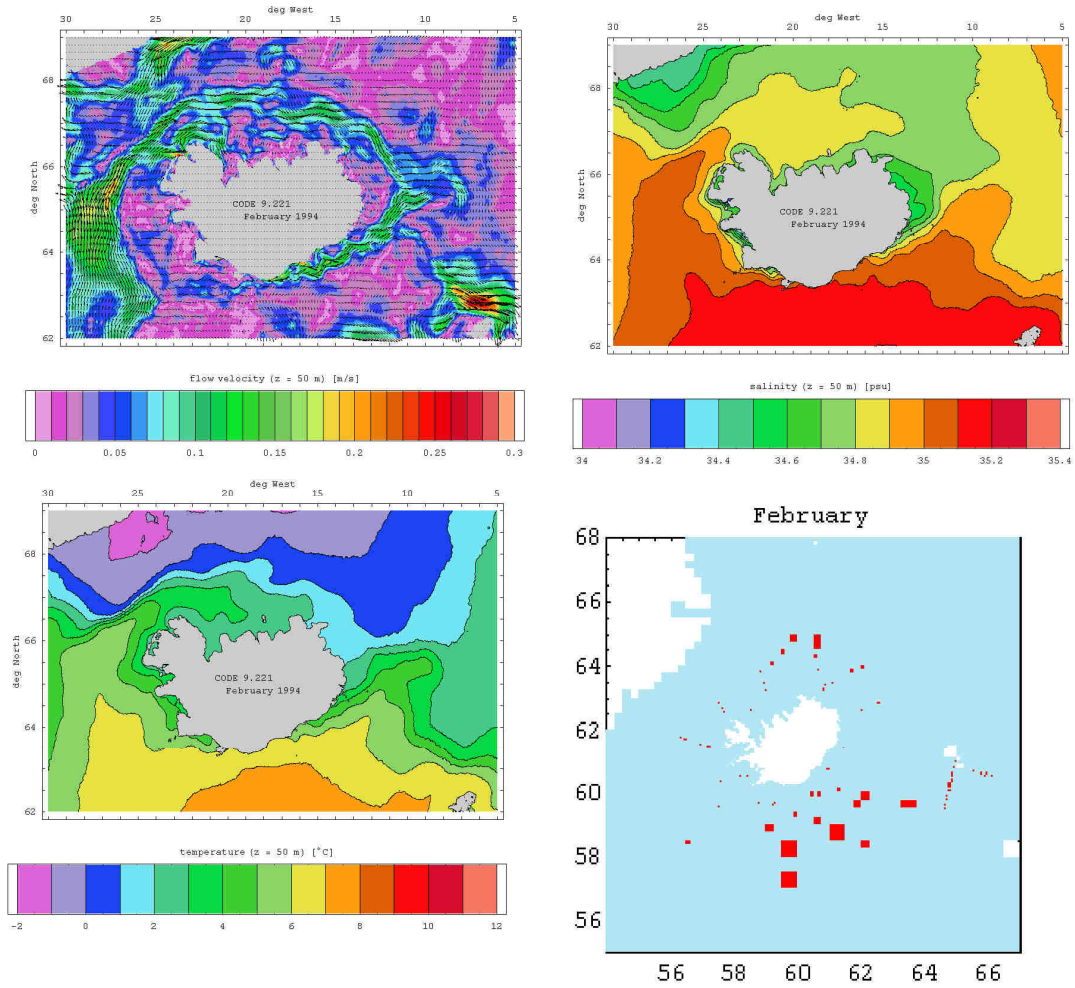 deg West
30 25 20 15 10 5
68
66
64
62
deg North
CODE 9.221
February 1994
flow velocity (z = 50 m) [m/s]
0 0.05 0.1 0.15 0.2 0.25 0.3
deg West
30 25 20 15 10 5
68
66
64
62
deg North
CODE 9.221
February 1994
salinity (z = 50 m) [psu]
34 34.2 34.4 34.6 34.8 35 35.2 35.4
deg West
30 25 20 15 10 5
68
66
64
62
deg North
CODE 9.221
February 1994
temperature (z = 50 m) [°C]
-2 0 2 4 6 8 10 12
February
68
66
64
62
60
58
56
56 58 60 62 64 66